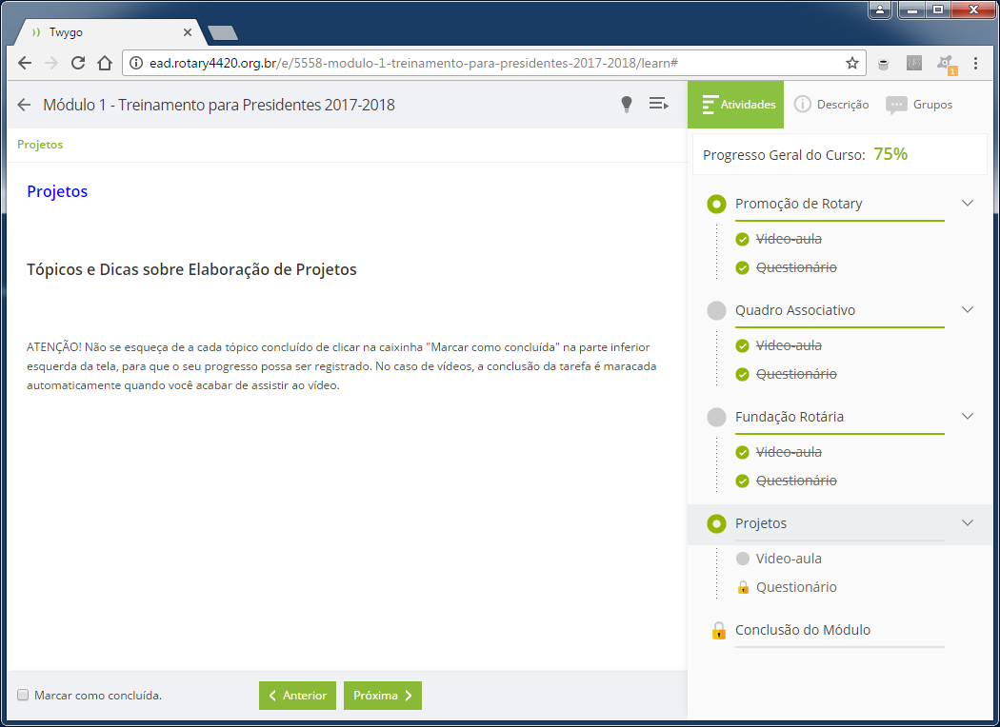 Twygo
ead.rotary4420.org.br/e/5558-modulo-1-treinamento-para-presidentes-2017-2018/learn#
1
Módulo 1 - Treinamento para Presidentes 2017-2018
Atividades
Descrição
Grupos
Projetos
Projetos
Tópicos e Dicas sobre Elaboração de Projetos
ATENÇÃO! Não se esqueça de a cada tópico concluído de clicar na caixinha "Marcar como concluída" na parte inferior
esquerda da tela, para que o seu progresso possa ser registrado. No caso de vídeos, a conclusão da tarefa é maracada
automaticamente quando você acabar de assistir ao vídeo.
Marcar como concluída.
Anterior
Próxima
Progresso Geral do Curso: 75%
Promoção de Rotary
Video-aula
Questionário
Quadro Associativo
Video-aula
Questionário
Fundação Rotária
Video-aula
Questionário
Projetos
Video-aula
Questionário
Conclusão do Módulo